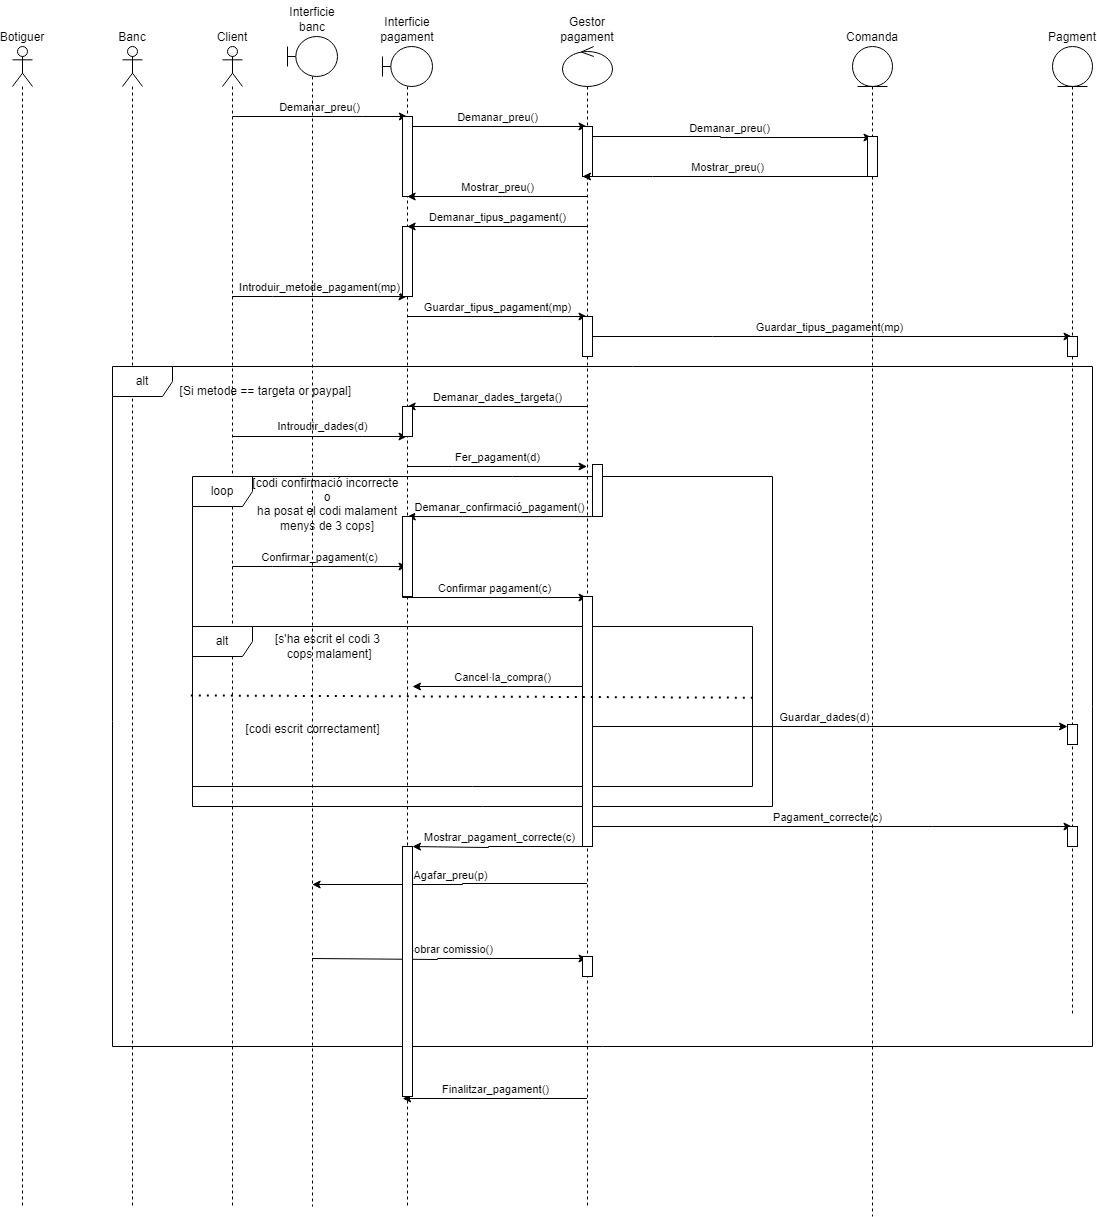 Botiguer
Banc
Client
Interficie
banc
Interficie
pagament
Gestor
pagament
Comanda
Pagment
Demanar_preu()
Demanar_preu()
Demanar_preu()
Mostrar_preu()
Mostrar_preu()
Demanar_tipus_pagament()
Introduir_metode_pagament(mp)
Guardar_tipus_pagament(mp)
Guardar_tipus_pagament(mp)
alt
[Si metode == targeta or paypal]
Demanar_dades_targeta()
Introudir_dades(d)
Fer_pagament(d)
loop
[codi confirmació incorrecte
o
ha posat el codi malament
menys de 3 cops]
Demanar_confirmació_pagament()
Confirmar_pagament(c)
Confirmar pagament(c)
alt
[s'ha escrit el codi 3
cops malament]
Cancel·la_compra()
Guardar_dades(d)
[codi escrit correctament]
Pagament_correcte(c)
Mostrar_pagament_correcte(c)
Agafar_preu(p)
obrar comissio()
Finalitzar_pagament()